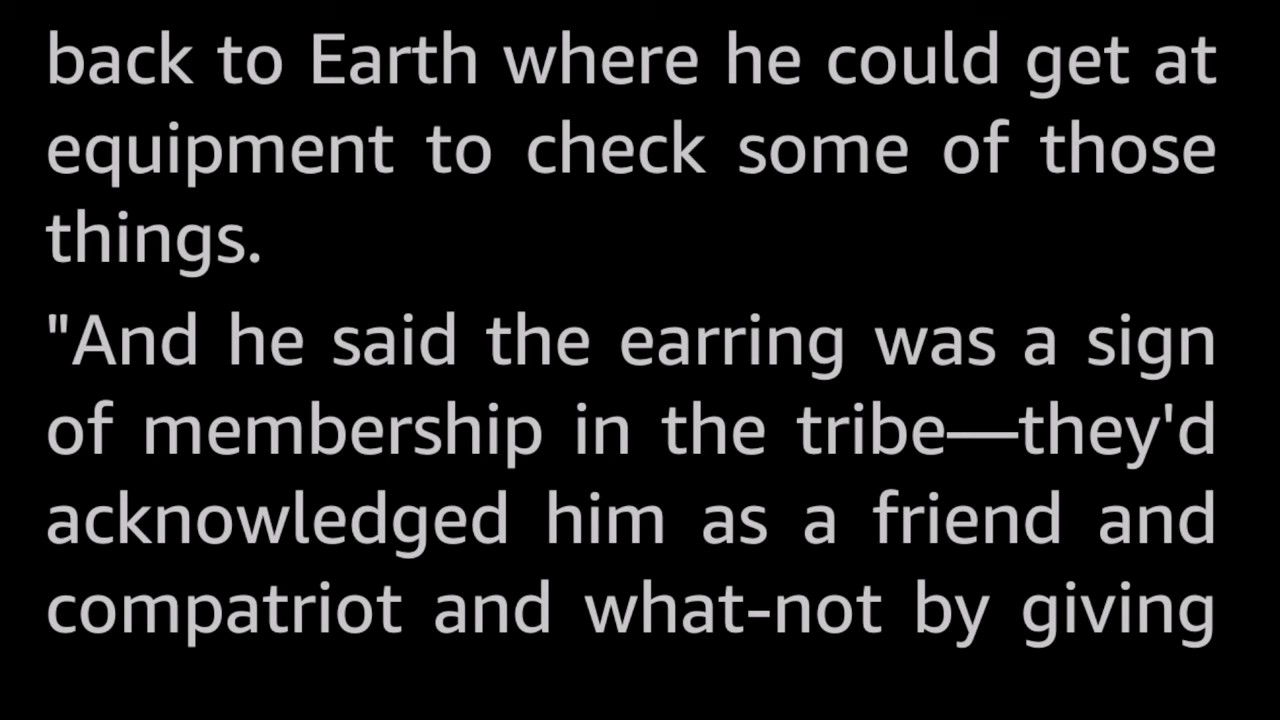 back to Earth where he could get at
equipment to check some of those
things.
"And he said the earring was a sign
of membership in the tribe—they'd
acknowledged him as a friend and
compatriot and what-not by giving